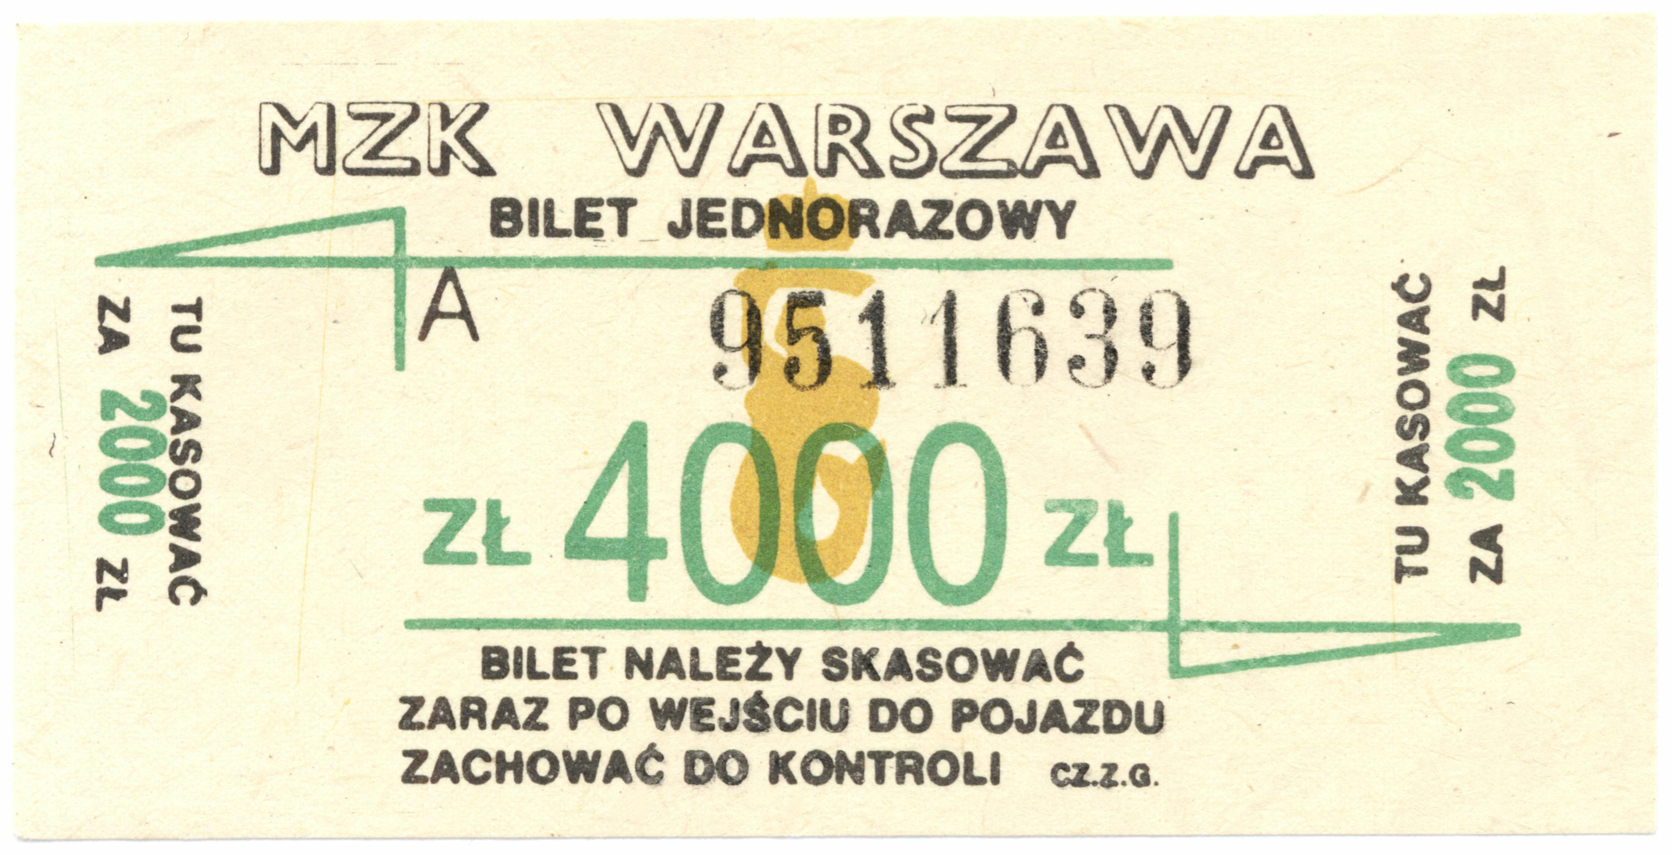 MZK WARSZAWA
BILET JEDNORAZOWY
A
9511639
ZŁ 4000 ZŁ
BILET NALEŻY SKASOWAĆ
ZARAZ PO WEJŚCIU DO POJAZDU
ZACHOWAĆ DO KONTROLI CZ.Z.G.
TU KASOWAĆ
ZA 2000 ZŁ
TU KASOWAĆ
ZA 2000 ZŁ